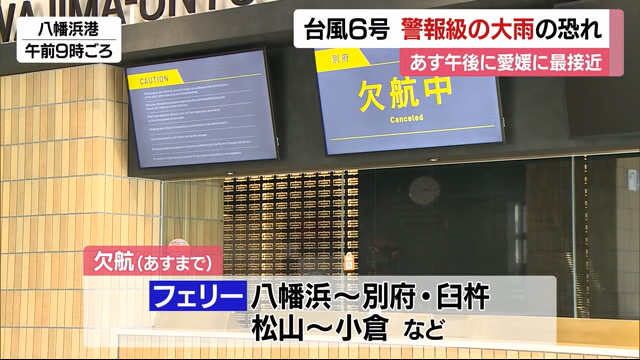 WAJIMA-ONYU
八幡浜港
午前9時ごろ
台風6号 警報級の大雨の恐れ
あす午後に愛媛に最接近
CAUTION
別府
欠航中
Canceled
欠航(あすまで)
フェリー 八幡浜～別府・臼杵
松山～小倉 など